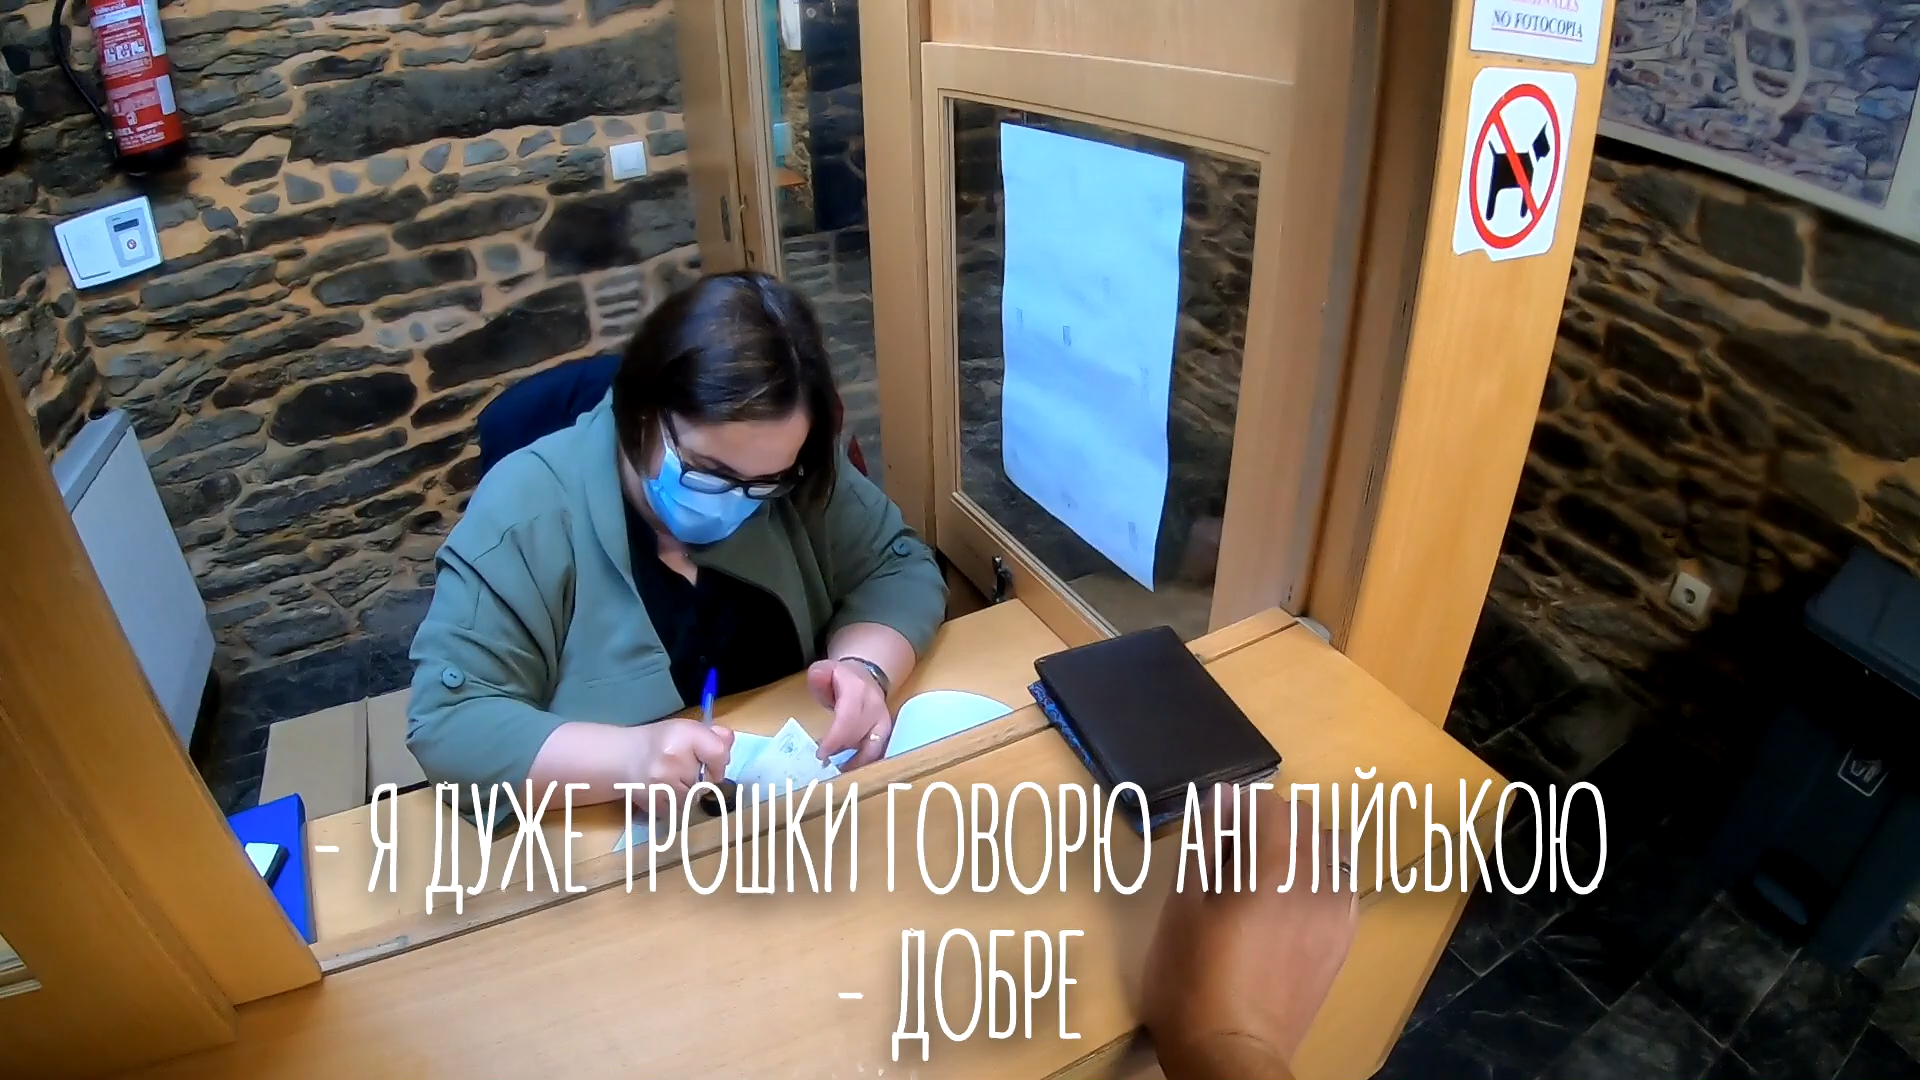 NO FOTOCOPIA
- Я ДУЖЕ ТРОШКИ ГОВОРЮ АНГЛІЙСЬКОЮ
- ДОБРЕ